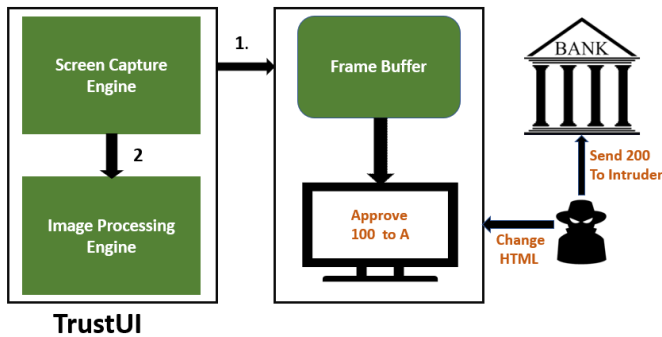 Screen Capture
Engine
2
Image Processing
Engine
TrustUI
1.
Frame Buffer
Approve
100 to A
BANK
Send 200
To Intruder
Change
HTML